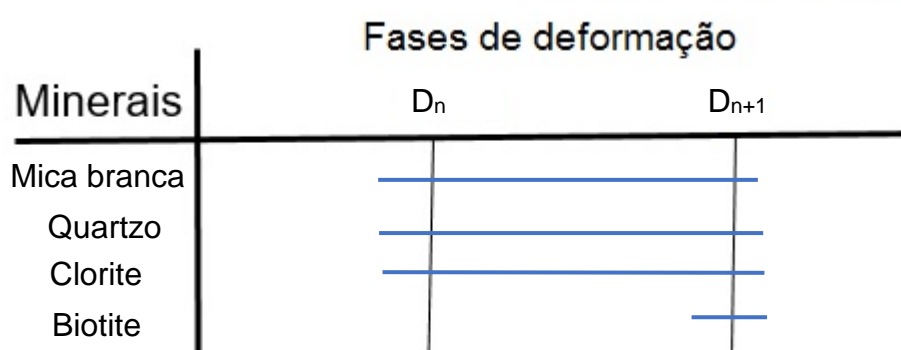 Fases de deformação
Minerais Dn Dn+1
Mica branca
Quartzo
Clorite
Biotite